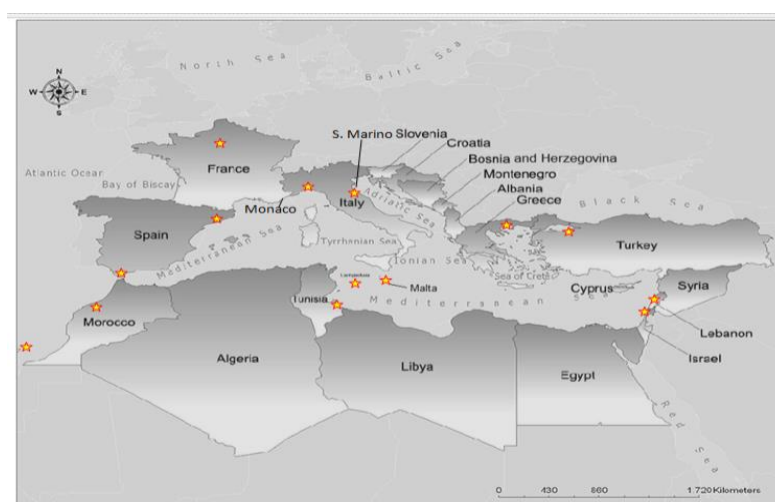 North Sea
Baltic Sea
N
W E
S
S. Marino Slovenia
Croatia
Bosnia and Herzegovina
Montenegro
Albania
Greece
France
Atlantic Ocear
Bay of Biscay
Monaco
Italy
Adriatic Sea
Black Sea
Spain
Mediterranean Sea
Tyrrhenian Sea
Ionian Sea
Sea of Crete
Turkey
Cyprus
Syria
Tunisia
Malta
Mediterranean Sea
Morocco
Lebanon
Israel
Algeria
Libya
Egypt
Red Sea
0 430 860 1.720 Kilometers